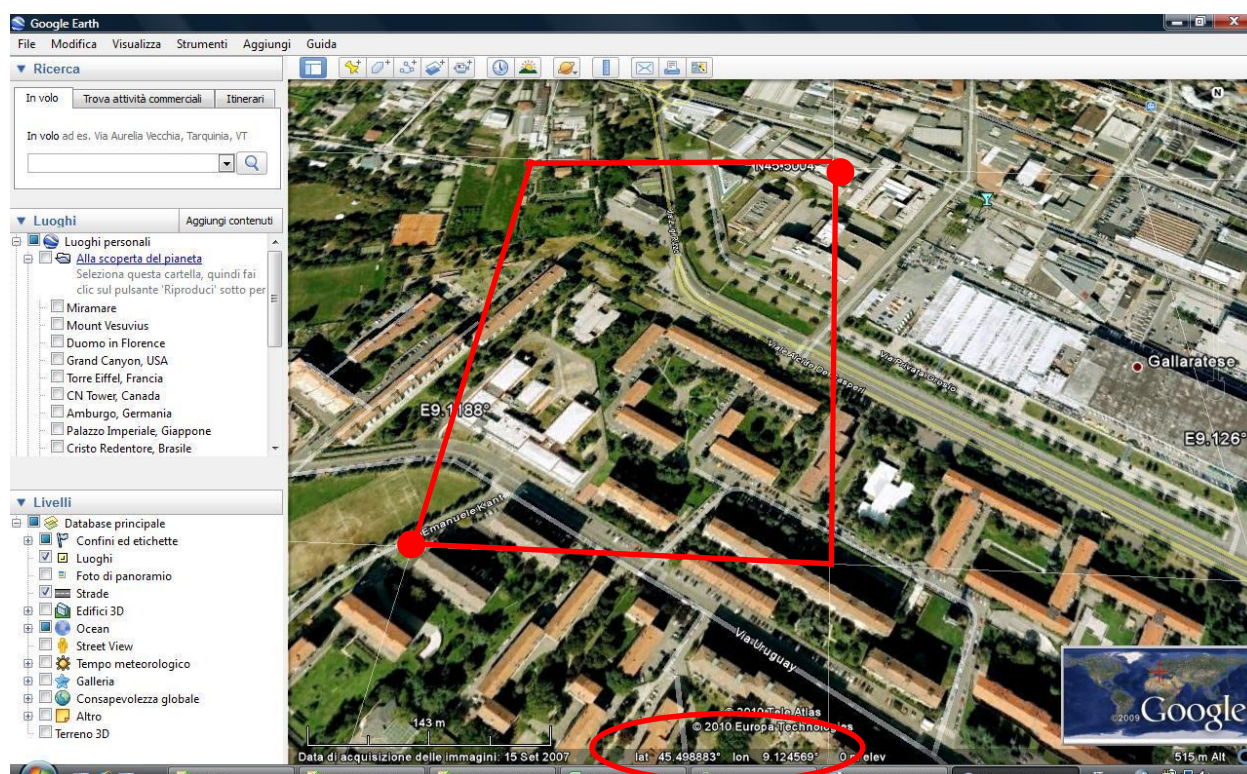 Google Earth
File Modifica Visualizza Strumenti Aggiungi Guida
Ricerca
In volo Trova attività commerciali Itinerari
In volo ad es. Via Aurelia Vecchia, Tarquinia, VT
Luoghi Aggiungi contenuti
Luoghi personali
Alla scoperta del pianeta
Seleziona questa cartella, quindi fai
clic sul pulsante 'Riproduci' sotto per
Miramare
Mount Vesuvius
Duomo in Florence
Grand Canyon, USA
Torre Eiffel, Francia
CN Tower, Canada
Amburgo, Germania
Palazzo Imperiale, Giappone
Cristo Redentore, Brasile
Livelli
Database principale
Confini ed etichette
Luoghi
Foto di panoramio
Strade
Edifici 3D
Ocean
Street View
Tempo meteorologico
Galleria
Consapevolezza globale
Altro
Terreno 3D
N
N45.5004
Viale Alcide De Gasperi
Via Privata Grosio
Gallaratese
E9.1188°
E9.126°
Emanuele Kant
Via Uruguay
143 m
© 2010 Tele Atlas
© 2010 Europa Technologies
©2009 Google
Data di acquisizione delle immagini: 15 Set 2007 lat 45.498883° lon 9.124569° 0 m elev 515 m Alt